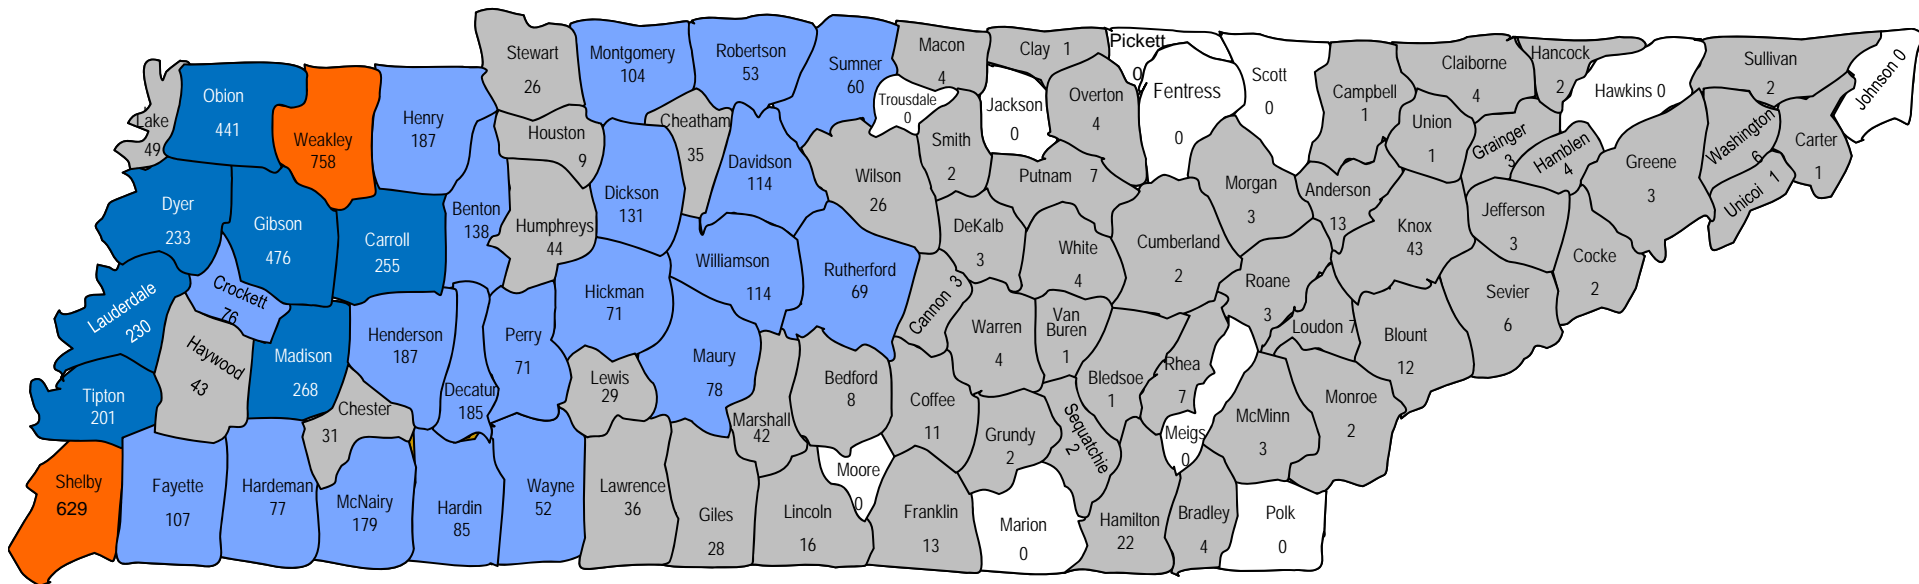 Stewart
26
Montgomery
104
Robertson
53
Sumner
60
Macon
4
Clay 1
Pickett
0
Fentress
0
Scott
0
Campbell
1
Claiborne
4
Hancock
2
Hawkins 0
Sullivan
2
Johnson 0
Lake
49
Obion
441
Weakley
758
Henry
187
Houston
9
Cheatham
35
Davidson
114
Trousdale
0
Smith
2
Jackson
0
Overton
4
Putnam 7
Union
1
Grainger
3
Hamblen
4
Greene
3
Washington
6
Unicoi 1
Carter
1
Dyer
233
Gibson
476
Carroll
255
Benton
138
Humphreys
44
Dickson
131
Wilson
26
DeKalb
3
White
4
Cumberland
2
Morgan
3
Anderson
13
Knox
43
Jefferson
3
Cocke
2
Lauderdale
230
Crockett
76
Haywood
43
Madison
268
Henderson
187
Decatur
185
Perry
71
Hickman
71
Williamson
114
Rutherford
69
Cannon 3
Warren
4
Van
Buren
1
Bledsoe
1
Rhea
7
Roane
3
Loudon 7
Blount
12
Sevier
6
Tipton
201
Chester
31
Lewis
29
Maury
78
Marshall
42
Bedford
8
Coffee
11
Grundy
2
Sequatchie
2
Meigs
0
McMinn
3
Monroe
2
Shelby
629
Fayette
107
Hardeman
77
McNairy
179
Hardin
85
Wayne
52
Lawrence
36
Giles
28
Lincoln
16
Moore
0
Franklin
13
Marion
0
Hamilton
22
Bradley
4
Polk
0